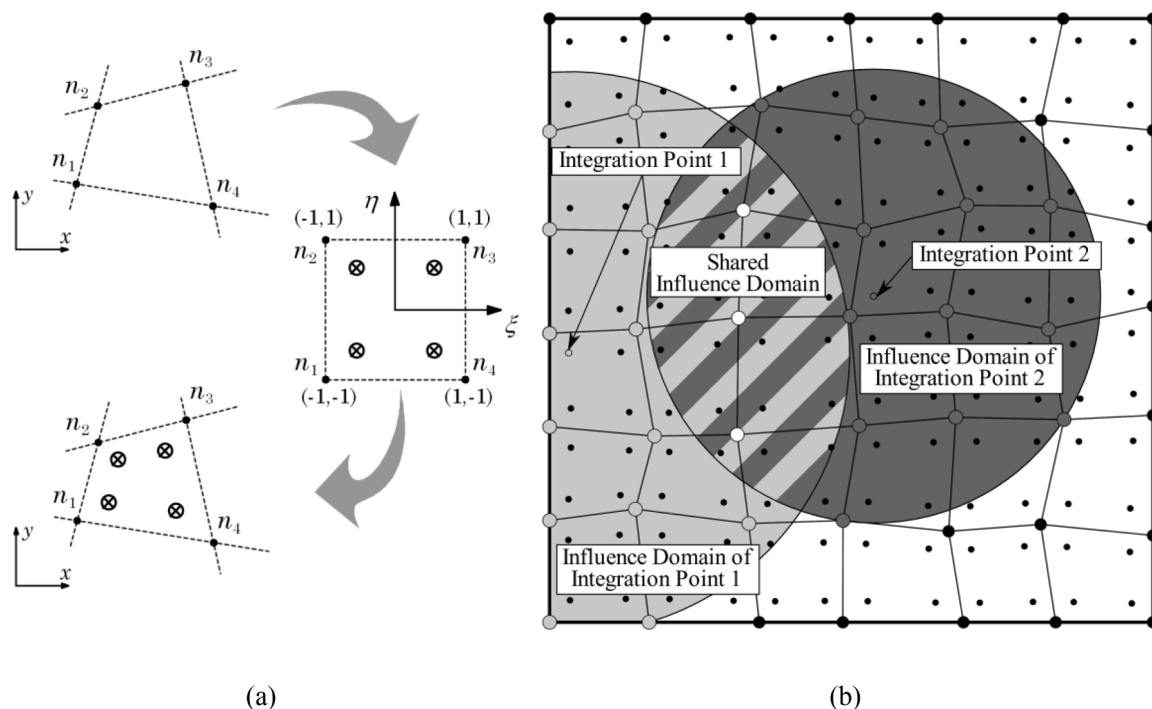 n₃
n₂
n₁
n₄
y
x
η
(-1,1)
(1,1)
n₂
n₃
ξ
n₁
n₄
(-1,-1)
(1,-1)
n₃
n₂
n₁
n₄
y
x
(a)
Integration Point 1
Integration Point 2
Shared
Influence Domain
Influence Domain of
Integration Point 2
Influence Domain of
Integration Point 1
(b)